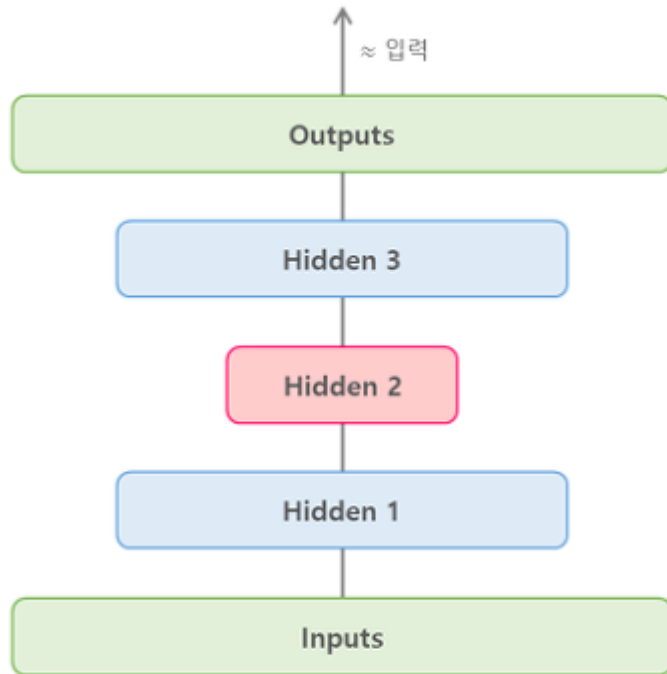 ≈ 입력
Outputs
Hidden 3
Hidden 2
Hidden 1
Inputs